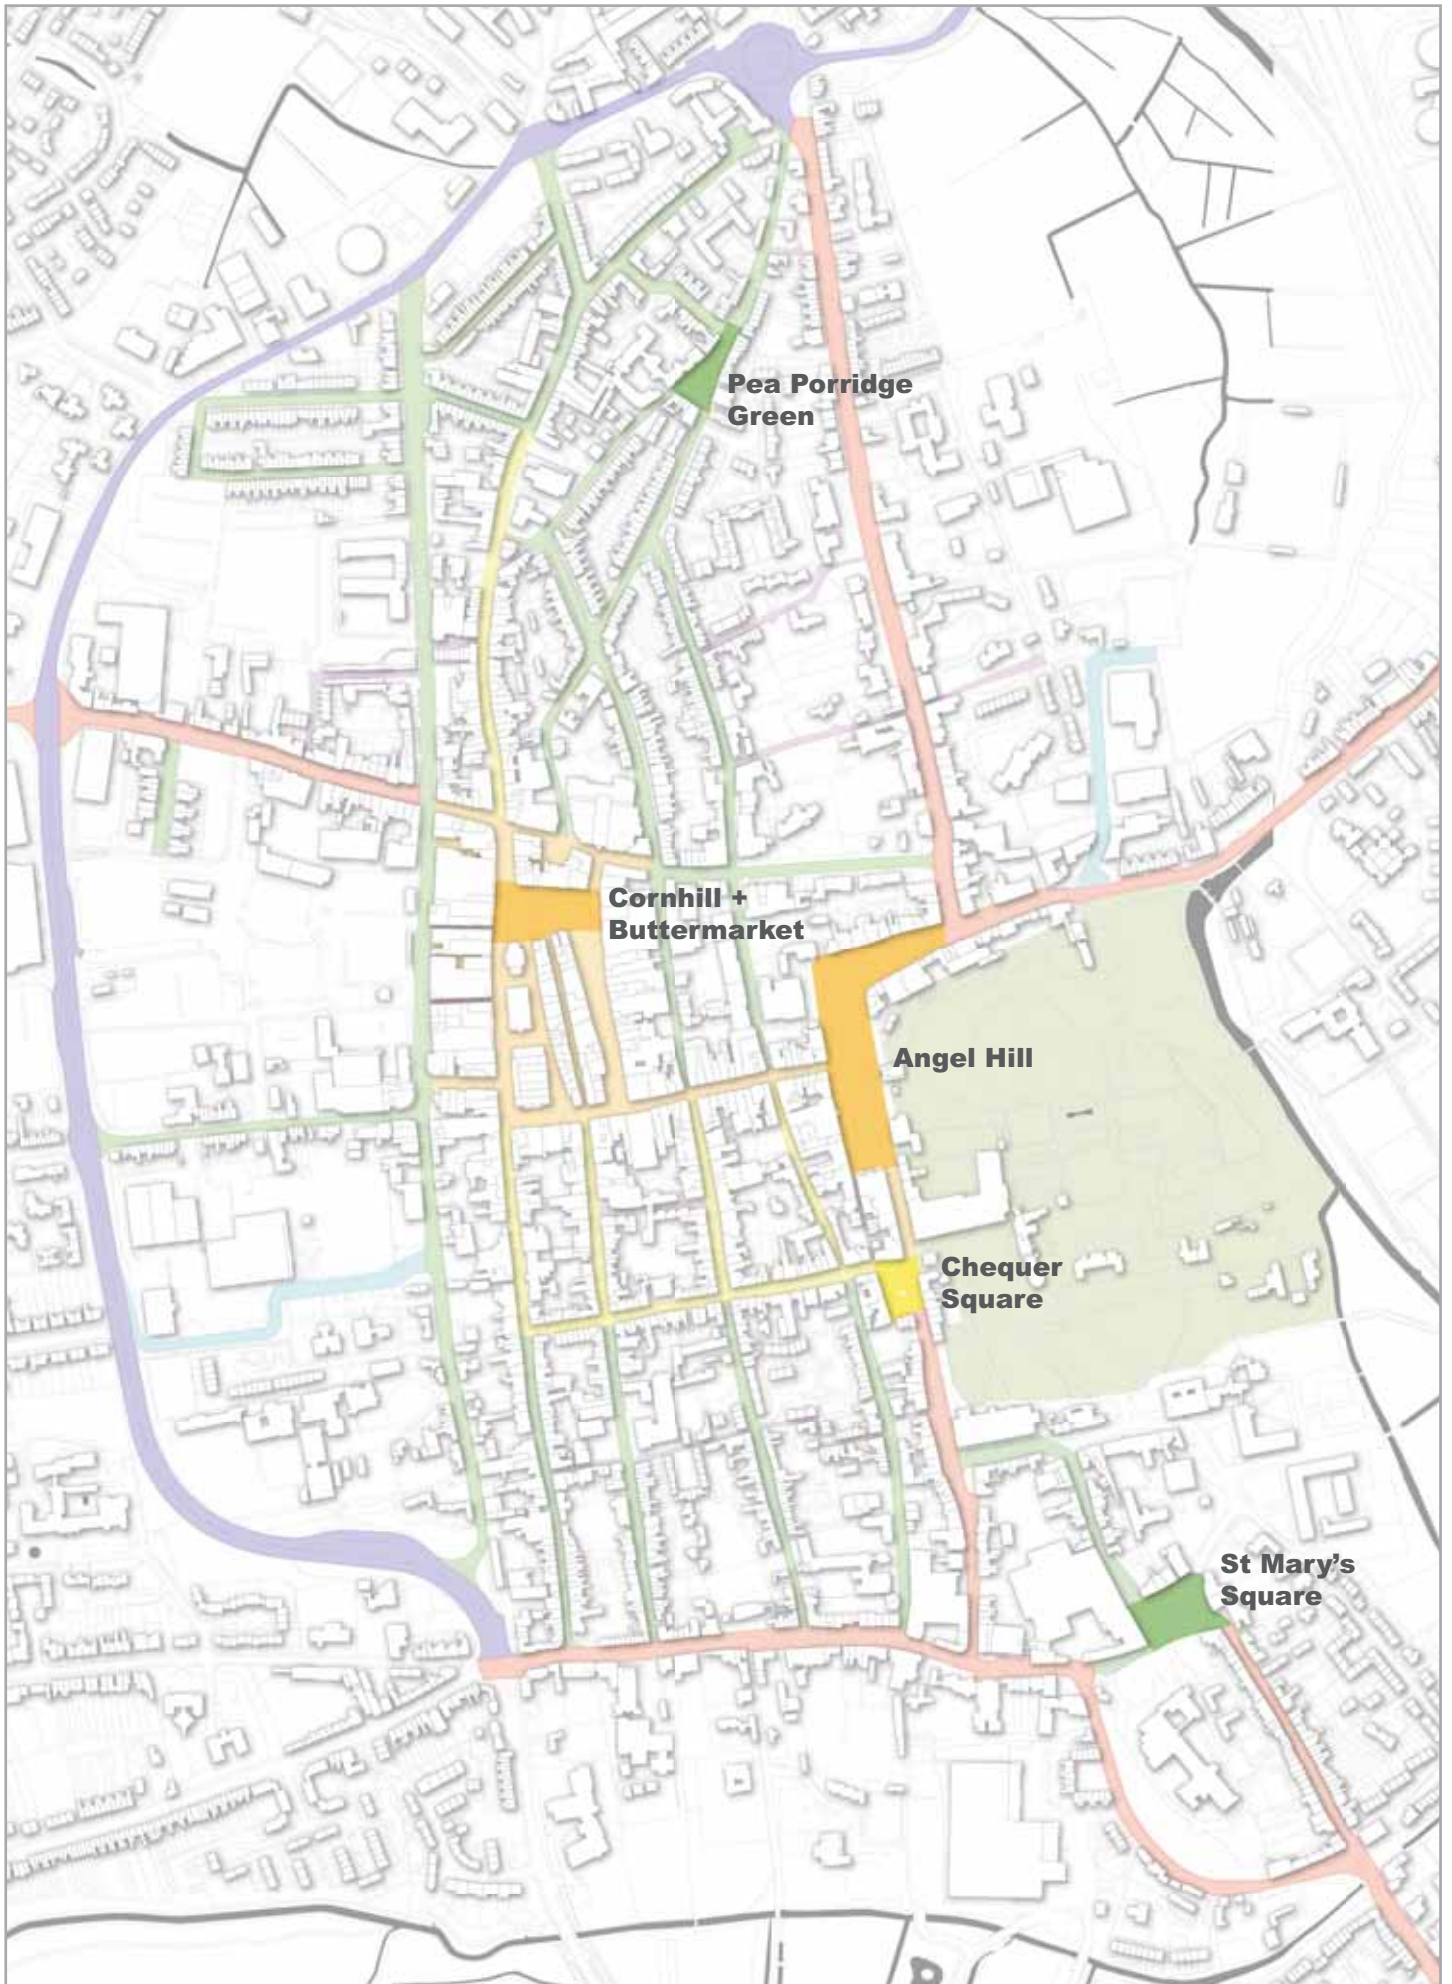 Pea Porridge
Green
Cornhill +
Buttermarket
Angel Hill
Chequer
Square
St Mary’s
Square